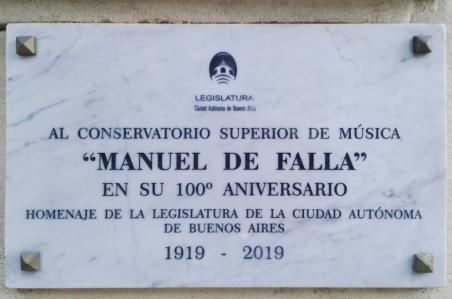 LEGISLATURA
Ciudad Autónoma de Buenos Aires
AL CONSERVATORIO SUPERIOR DE MÚSICA
“MANUEL DE FALLA”
EN SU 100º ANIVERSARIO
HOMENAJE DE LA LEGISLATURA DE LA CIUDAD AUTÓNOMA
DE BUENOS AIRES
1919 - 2019